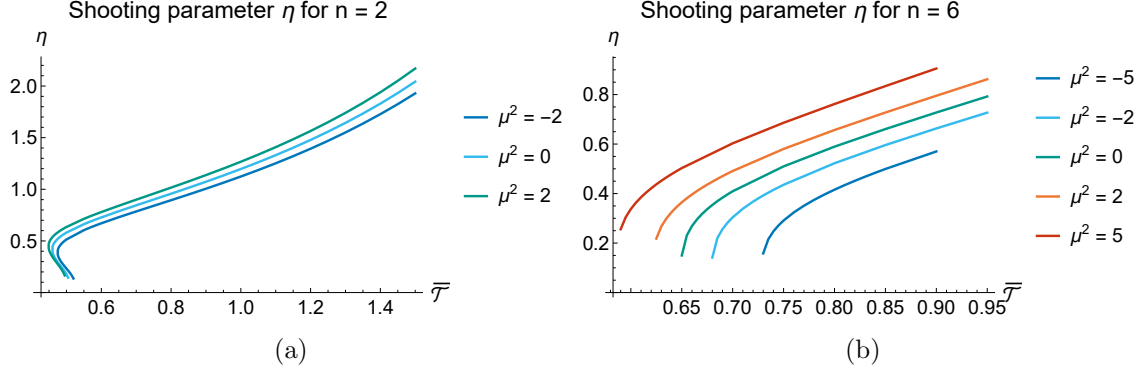 Shooting parameter η for n = 2
η
2.0
1.5
1.0
0.5
0.6
0.8
1.0
1.2
1.4
𝒯̿
μ² = −2
μ² = 0
μ² = 2
(a)
Shooting parameter η for n = 6
η
0.8
0.6
0.4
0.2
0.65
0.70
0.75
0.80
0.85
0.90
0.95
𝒯̿
μ² = −5
μ² = −2
μ² = 0
μ² = 2
μ² = 5
(b)